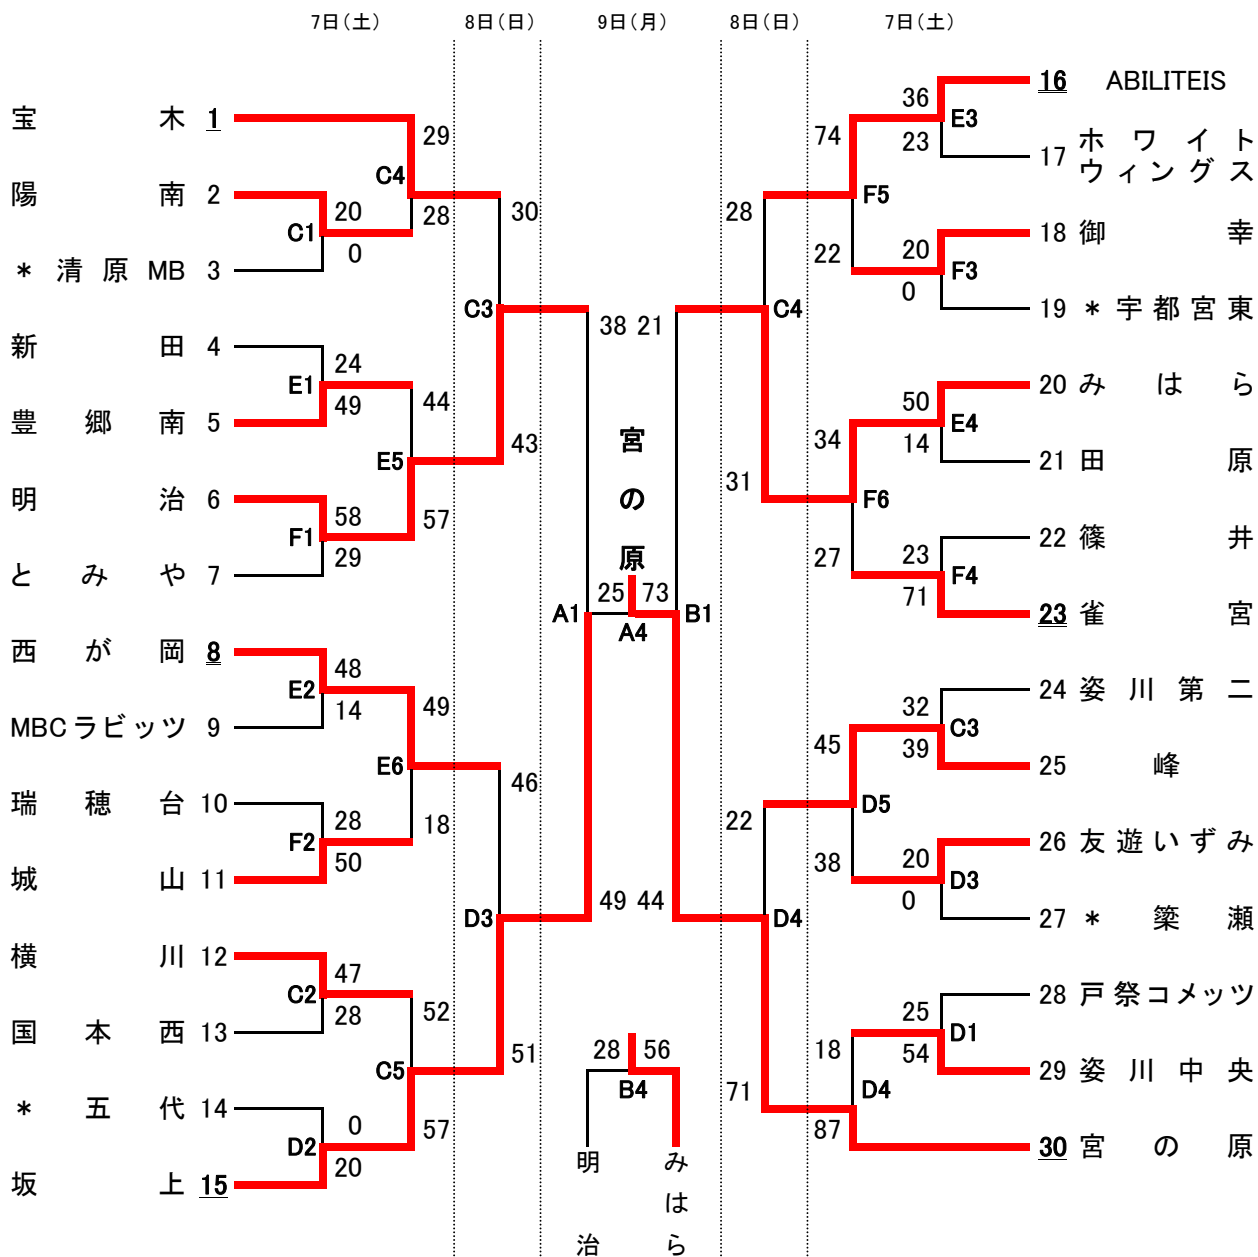 7日（土）　8日（日）　9日（月）　8日（日）　7日（土）
宝木 1
陽南 2
＊清原MB 3
新田 4
豊郷南 5
明治 6
とみや 7
西が岡 8
MBCラビッツ 9
瑞穂台 10
城山 11
横川 12
国本西 13
＊五代 14
坂上 15
C1 20 0
E1 24 49
F1 58 29
E2 48 14
F2 28 50
C2 47 28
D2 0 20
C4 29 28
E5 44 57
E6 49 18
C5 52 57
C3 30 43
D3 46 51
A1 38 49
宮の原
25 73
A4
B1 21 44
28 56
B4
明治
みはら
C4 28 31
D4 22 71
F5 74 22
F6 34 27
D5 45 38
D4 18 87
E3 36 23
F3 20 0
E4 50 14
F4 23 71
C3 32 39
D3 20 0
D1 25 54
16 ABILITEIS
17 ホワイト
ウィングス
18 御幸
19 ＊宇都宮東
20 みはら
21 田原
22 篠井
23 雀宮
24 姿川第二
25 峰
26 友遊いずみ
27 ＊簗瀬
28 戸祭コメッツ
29 姿川中央
30 宮の原